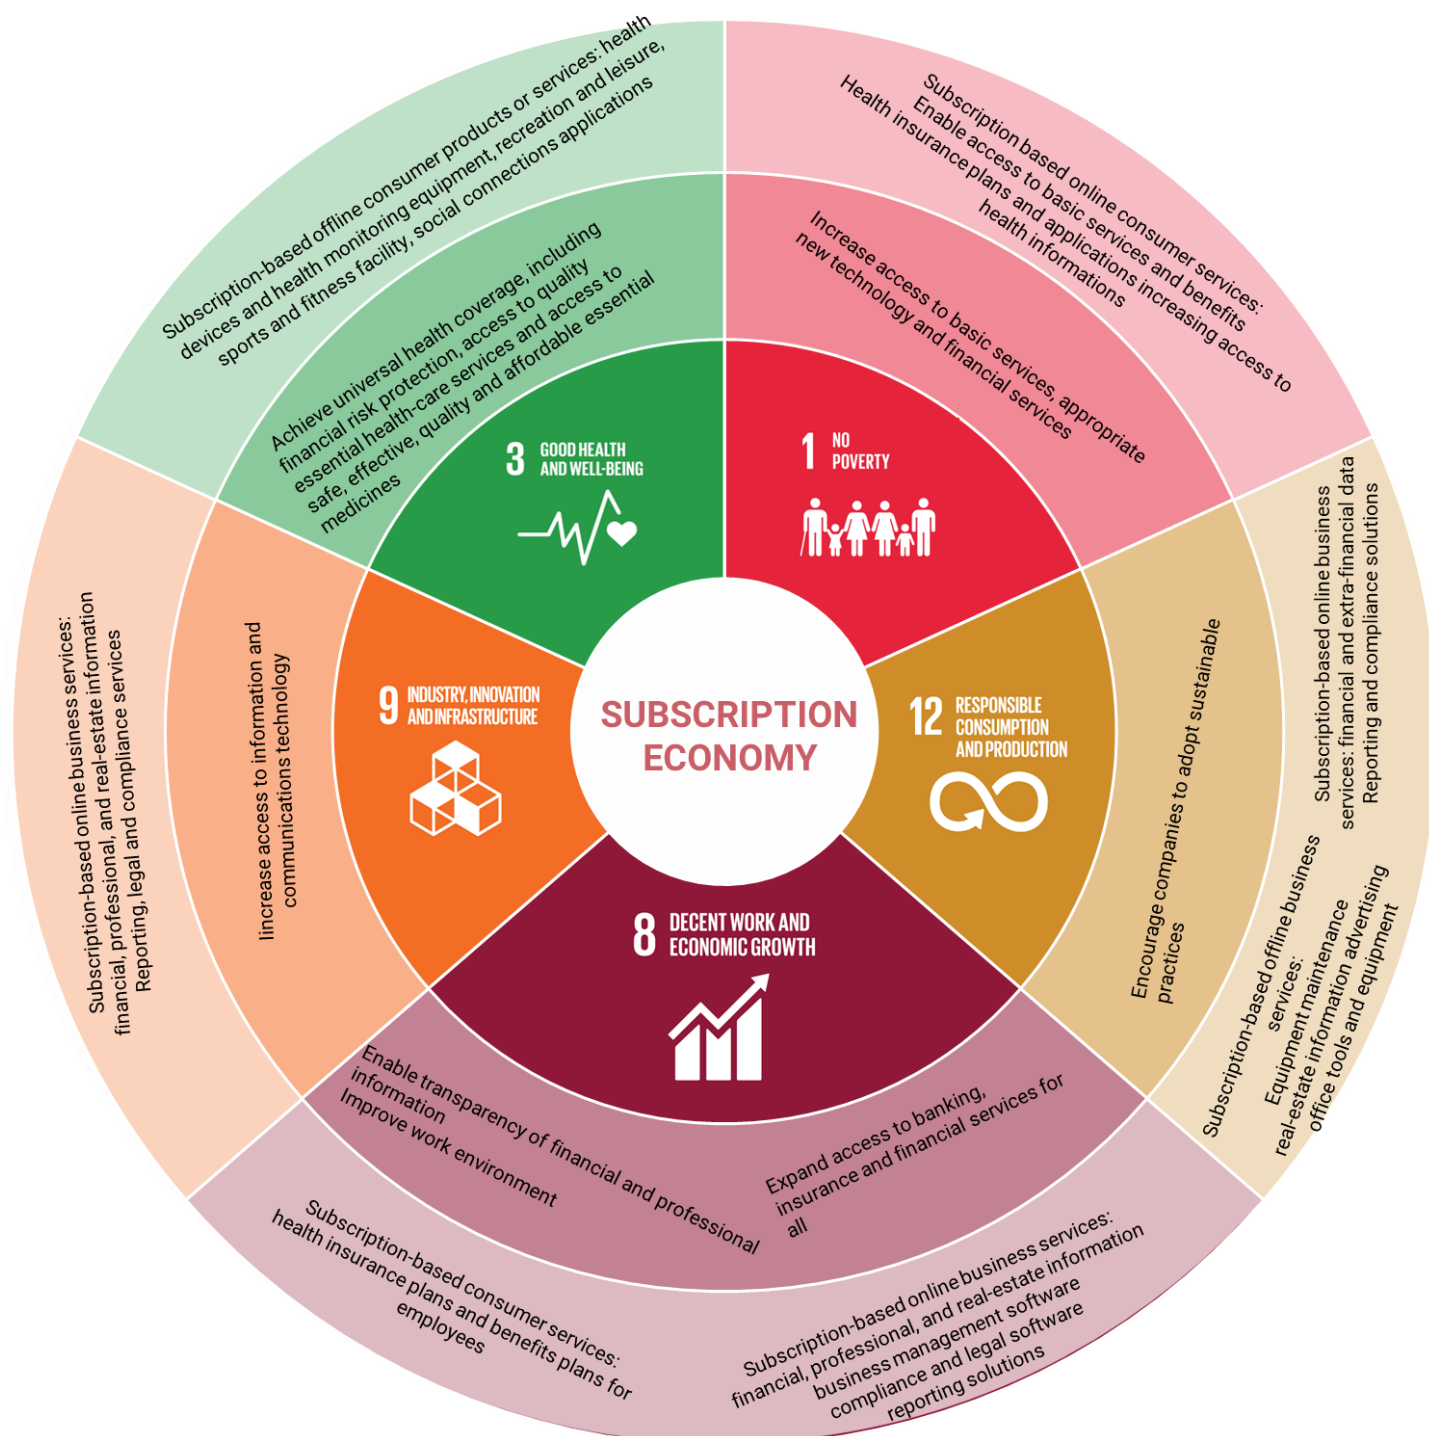 SUBSCRIPTION
ECONOMY
1 NO
POVERTY
Increase access to basic services, appropriate
new technology and financial services
Subscription based online consumer services:
Enable access to basic services and benefits
Health insurance plans and applications increasing access to
health informations
12 RESPONSIBLE
CONSUMPTION
AND PRODUCTION
Encourage companies to adopt sustainable
practices
Subscription-based online business
services: financial and extra-financial data
Reporting and compliance solutions
Subscription-based offline business
services:
Equipment maintenance
real-estate information advertising
office tools and equipment
8 DECENT WORK AND
ECONOMIC GROWTH
Expand access to banking,
insurance and financial services for
all
Enable transparency of financial and professional
information
Improve work environment
Subscription-based online business services:
financial, professional, and real-estate information
business management software
compliance and legal software
reporting solutions
Subscription-based consumer services:
health insurance plans and benefits plans for
employees
9 INDUSTRY, INNOVATION
AND INFRASTRUCTURE
Iincrease access to information and
communications technology
Subscription-based online business services:
financial, professional, and real-estate information
Reporting, legal and compliance services
3 GOOD HEALTH
AND WELL-BEING
Achieve universal health coverage, including
financial risk protection, access to quality
essential health-care services and access to
safe, effective, quality and affordable essential
medicines
Subscription-based offline consumer products or services: health
devices and health monitoring equipment, recreation and leisure,
sports and fitness facility, social connections applications